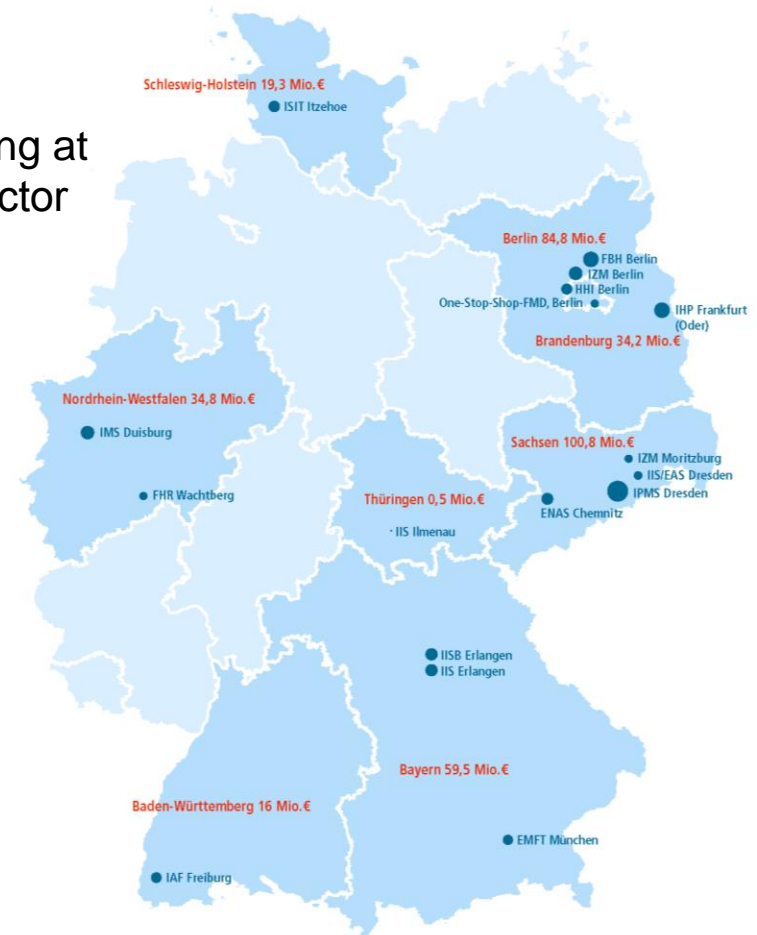 Schleswig-Holstein 19,3 Mio.€
ISIT Itzehoe
ng at
ctor
Berlin 84,8 Mio.€
FBH Berlin
IZM Berlin
HHI Berlin
One-Stop-Shop-FMD, Berlin
IHP Frankfurt
(Oder)
Brandenburg 34,2 Mio.€
Nordrhein-Westfalen 34,8 Mio.€
IMS Duisburg
FHR Wachtberg
Sachsen 100,8 Mio.€
IZM Moritzburg
IIS/EAS Dresden
IPMS Dresden
ENAS Chemnitz
Thüringen 0,5 Mio.€
IIS Ilmenau
IISB Erlangen
IIS Erlangen
Bayern 59,5 Mio.€
Baden-Württemberg 16 Mio.€
EMFT München
IAF Freiburg